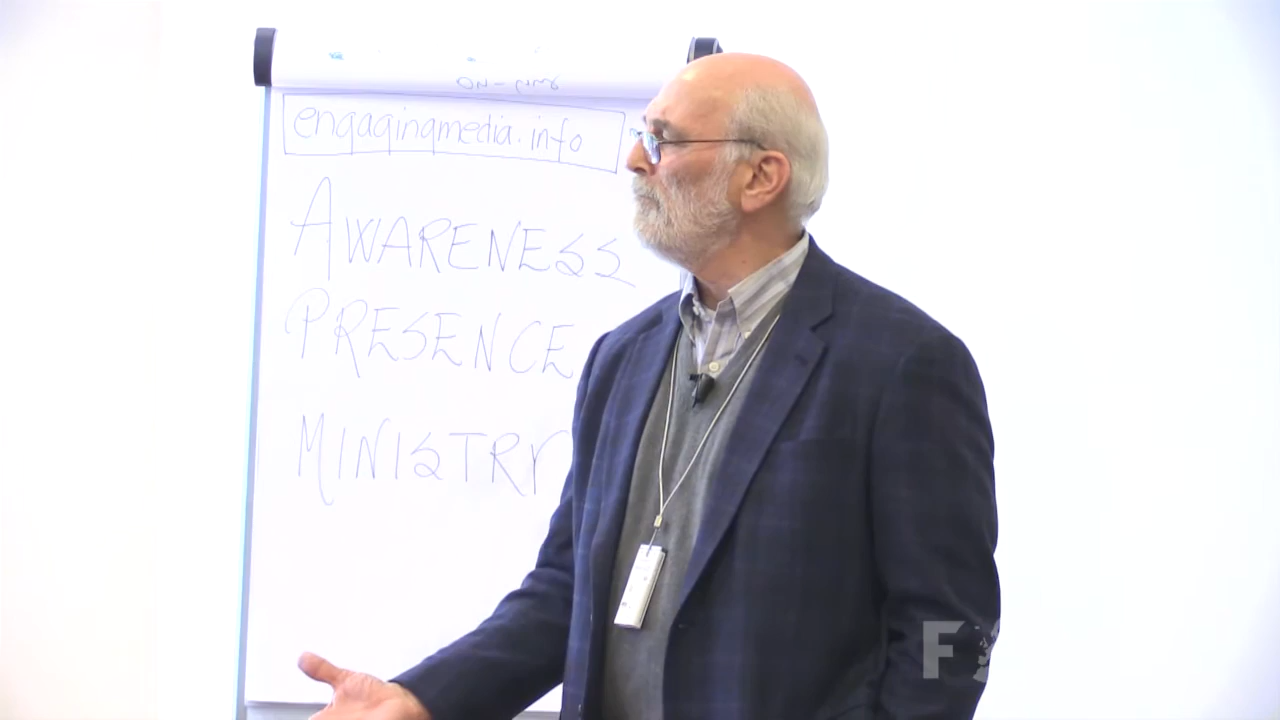 engagingmedia.info
AWARENESS
PRESENCE
MINISTRY
F